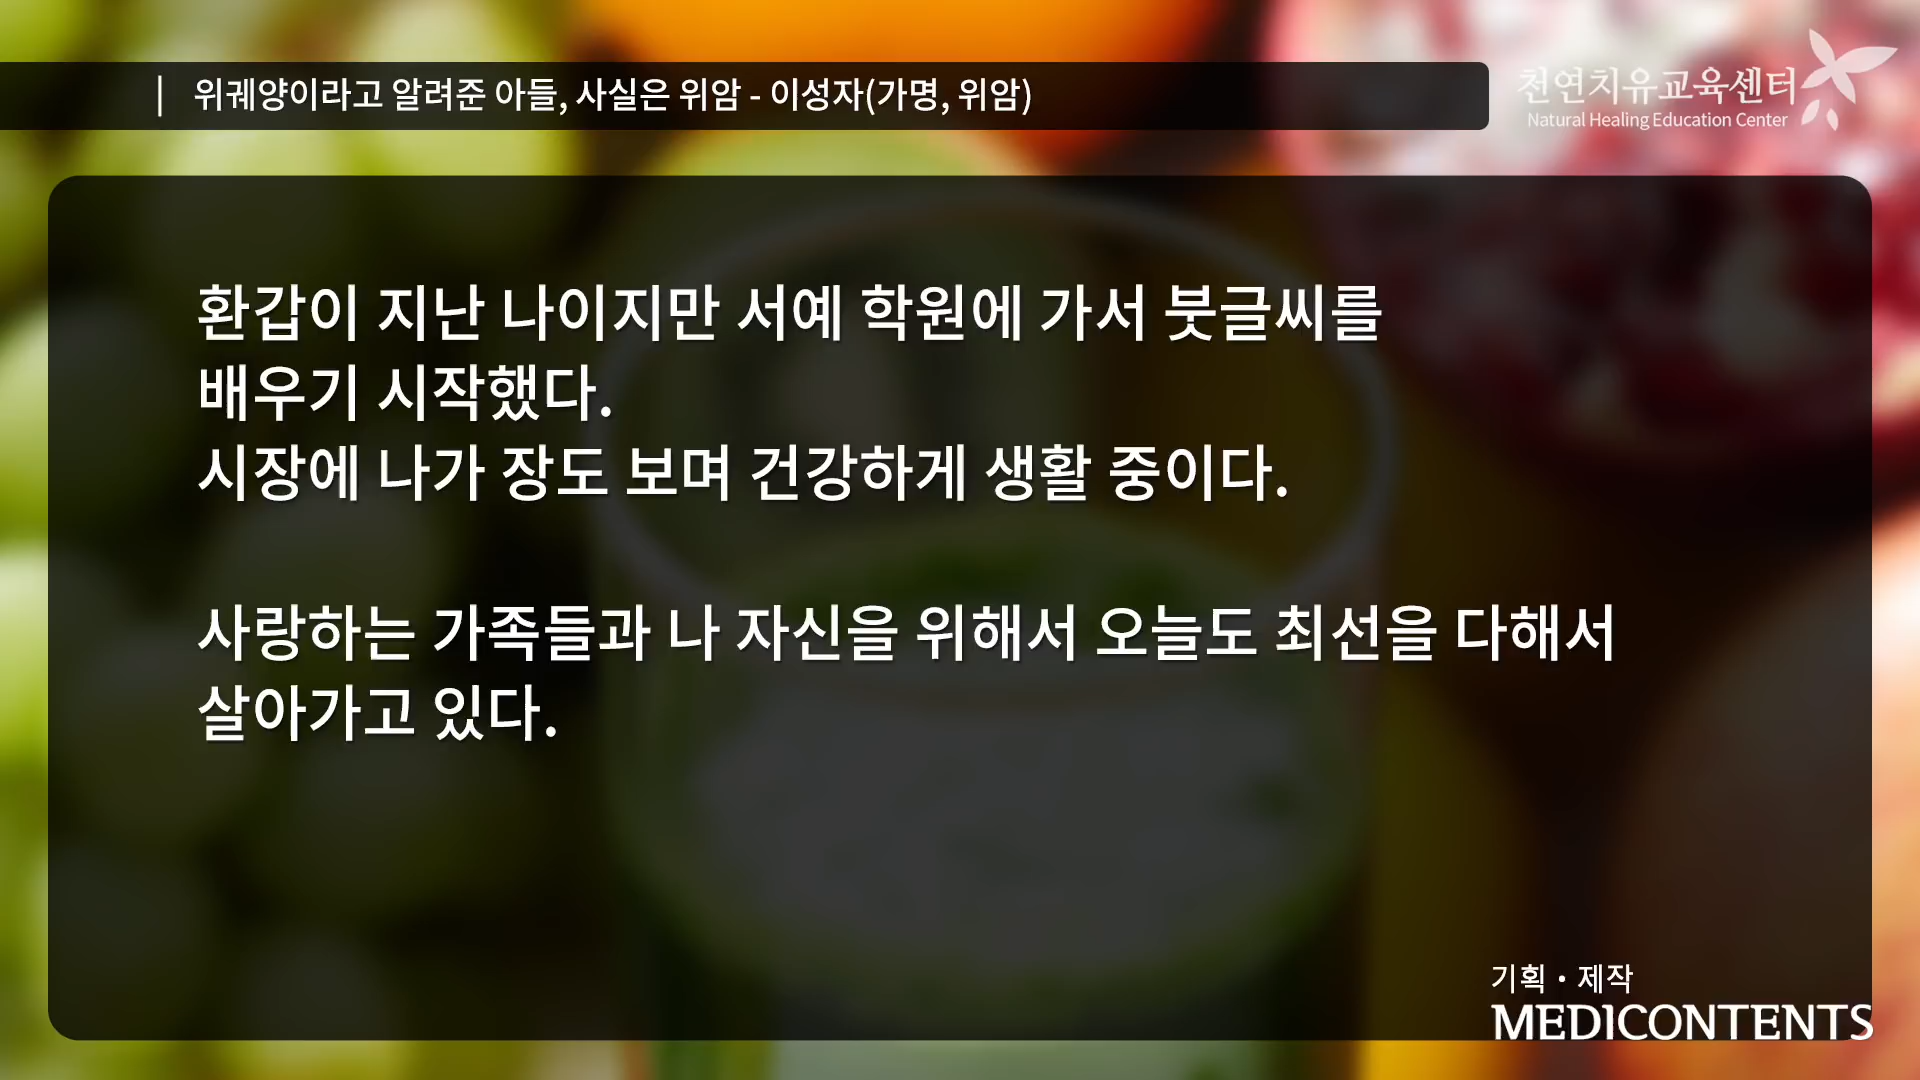 | 위궤양이라고 알려준 아들, 사실은 위암 - 이성자(가명, 위암)
천연치유교육센터
Natural Healing Education Center
환갑이 지난 나이지만 서예 학원에 가서 붓글씨를
배우기 시작했다.
시장에 나가 장도 보며 건강하게 생활 중이다.
사랑하는 가족들과 나 자신을 위해서 오늘도 최선을 다해서
살아가고 있다.
기획 · 제작
MEDICONTENTS